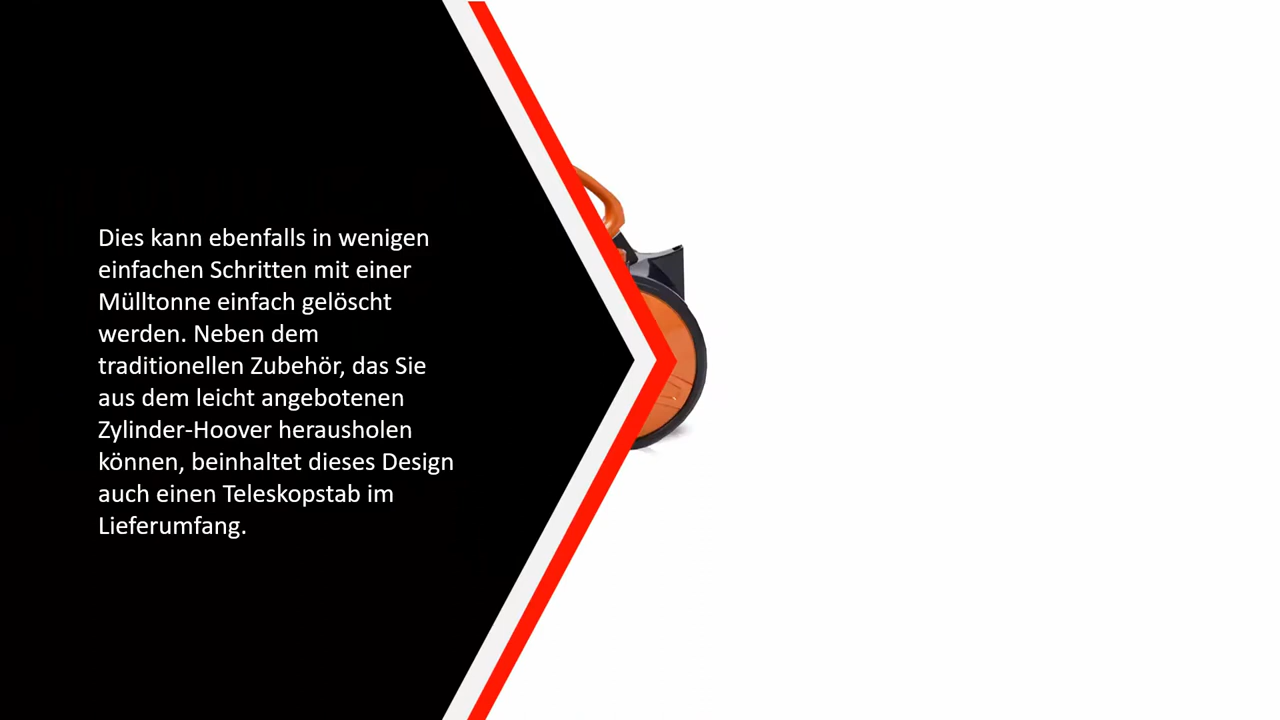 Dies kann ebenfalls in wenigen
einfachen Schritten mit einer
Mülltonne einfach gelöscht
werden. Neben dem
traditionellen Zubehör, das Sie
aus dem leicht angebotenen
Zylinder-Hoover herausholen
können, beinhaltet dieses Design
auch einen Teleskopstab im
Lieferumfang.